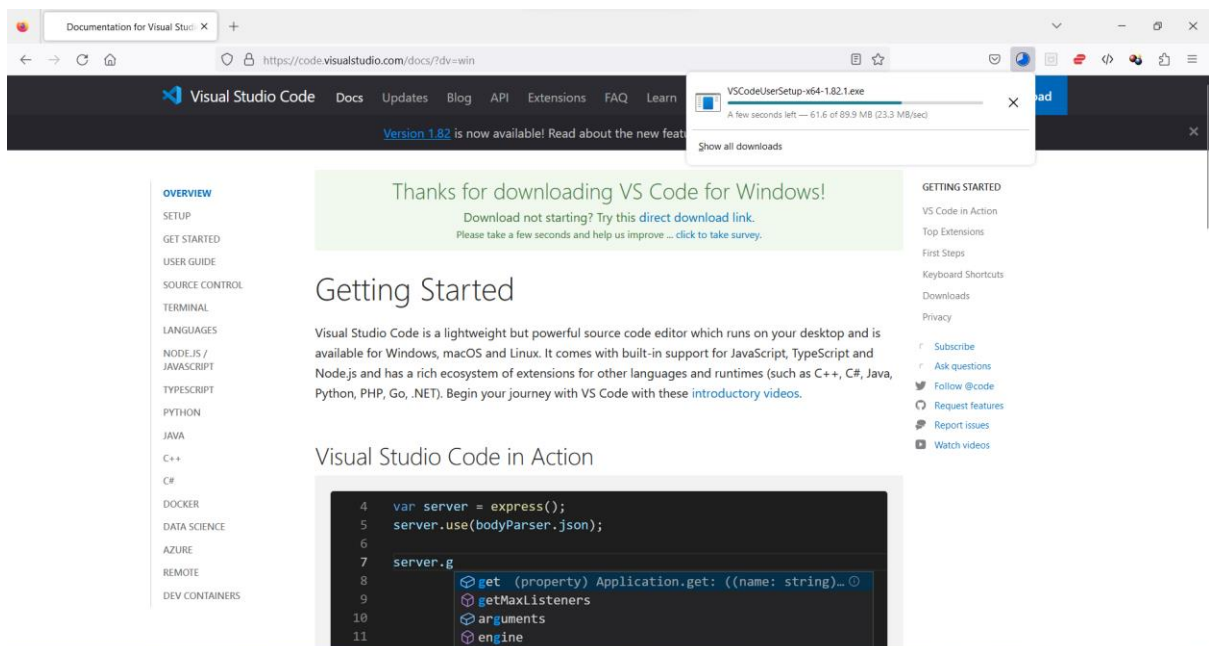 Documentation for Visual Stud
https://code.visualstudio.com/docs/?dv=win
Visual Studio Code Docs Updates Blog API Extensions FAQ Learn
ad
VSCodeUserSetup-x64-1.82.1.exe
A few seconds left — 61.6 of 89.9 MB (23.3 MB/sec)
Show all downloads
Version 1.82 is now available! Read about the new feat
OVERVIEW
SETUP
GET STARTED
USER GUIDE
SOURCE CONTROL
TERMINAL
LANGUAGES
NODE.JS /
JAVASCRIPT
TYPESCRIPT
PYTHON
JAVA
C++
C#
DOCKER
DATA SCIENCE
AZURE
REMOTE
DEV CONTAINERS
Thanks for downloading VS Code for Windows!
Download not starting? Try this direct download link.
Please take a few seconds and help us improve ... click to take survey.
Getting Started
Visual Studio Code is a lightweight but powerful source code editor which runs on your desktop and is
available for Windows, macOS and Linux. It comes with built-in support for JavaScript, TypeScript and
Node.js and has a rich ecosystem of extensions for other languages and runtimes (such as C++, C#, Java,
Python, PHP, Go, .NET). Begin your journey with VS Code with these introductory videos.
Visual Studio Code in Action
4 var server = express();
5 server.use(bodyParser.json);
6
7 server.g
8 get (property) Application.get: ((name: string)…
9 getMaxListeners
10 arguments
11 engine
GETTING STARTED
VS Code in Action
Top Extensions
First Steps
Keyboard Shortcuts
Downloads
Privacy
Subscribe
Ask questions
Follow @code
Request features
Report issues
Watch videos